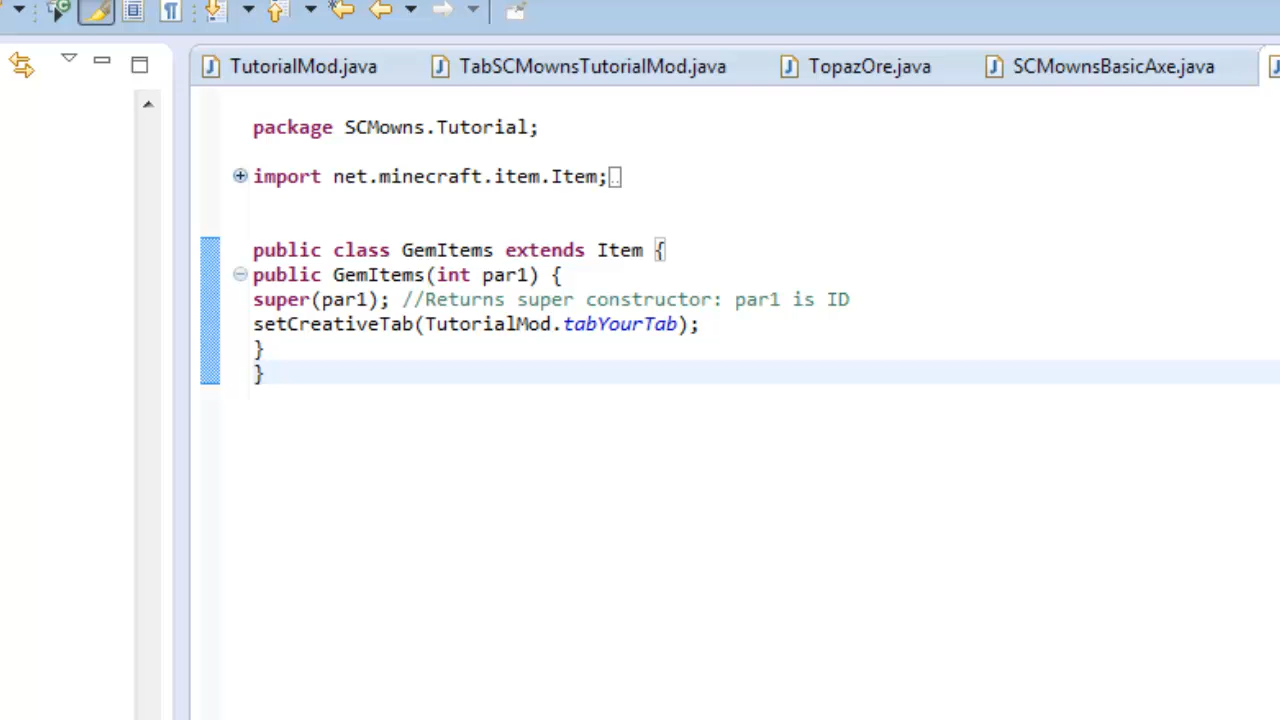 TutorialMod.java
TabSCMownsTutorialMod.java
TopazOre.java
SCMownsBasicAxe.java
package SCMowns.Tutorial;
import net.minecraft.item.Item;
public class GemItems extends Item {
public GemItems(int par1) {
super(par1); //Returns super constructor: par1 is ID
setCreativeTab(TutorialMod.tabYourTab);
}
}